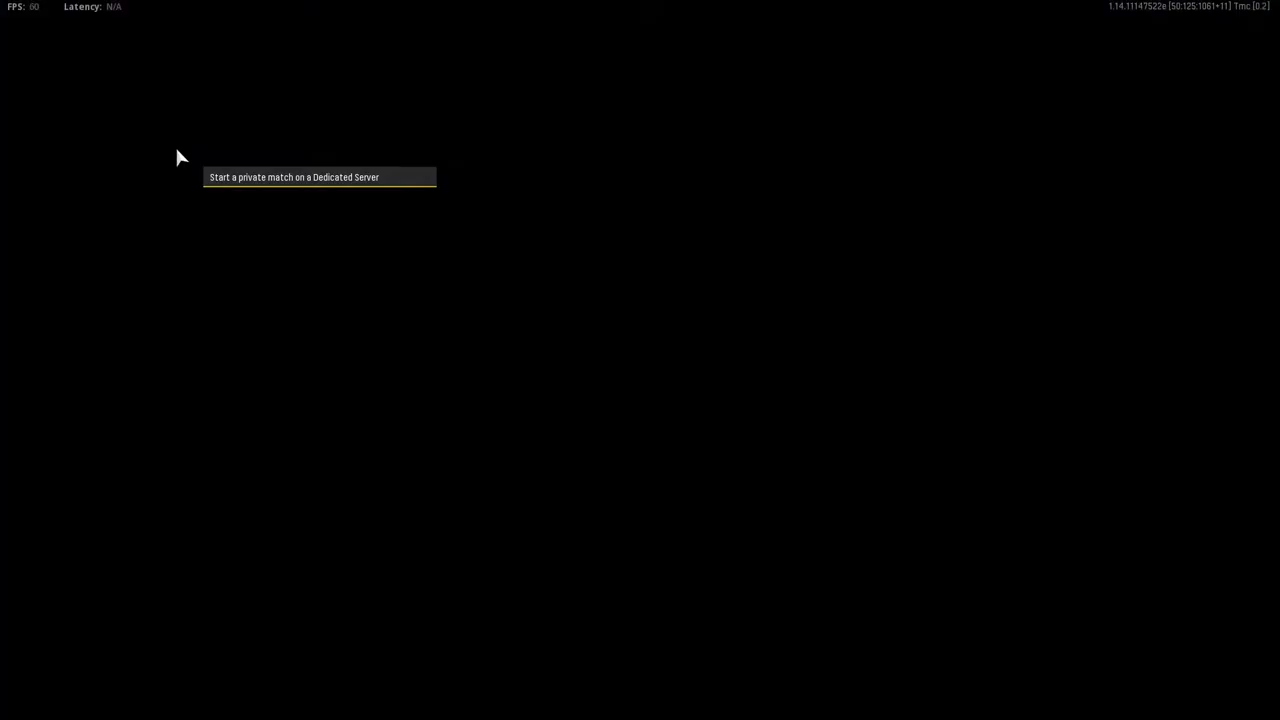 FPS: 60 Latency: N/A
1.14.11147522e [50:125:1061+11] Tmc [0.2]
Start a private match on a Dedicated Server